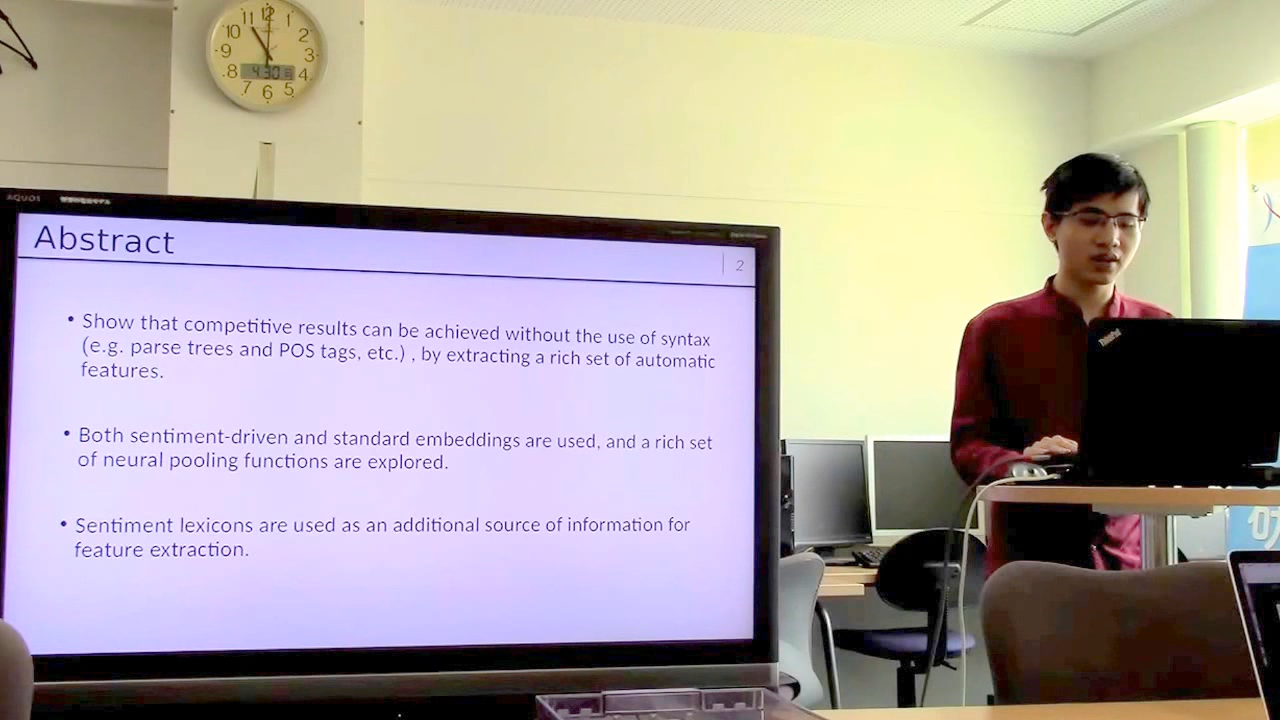 11 12 1
10 2
9 3
8 4
7 6 5
4.30
AQUOS
Abstract
2
• Show that competitive results can be achieved without the use of syntax
(e.g. parse trees and POS tags, etc.) , by extracting a rich set of automatic
features.
• Both sentiment-driven and standard embeddings are used, and a rich set
of neural pooling functions are explored.
• Sentiment lexicons are used as an additional source of information for
feature extraction.
ThinkPad